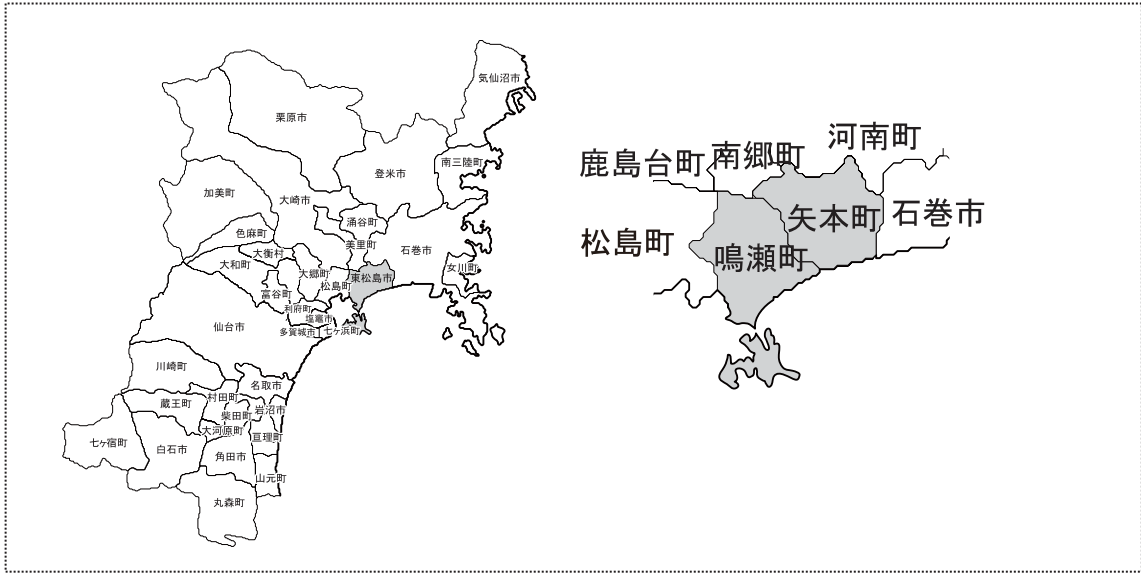 気仙沼市
栗原市
南三陸町
登米市
加美町
大崎市
涌谷町
色麻町
美里町
石巻市
大衡村
大和町
大郷町
女川町
東松島市
松島町
富谷町
利府町
塩竈市
仙台市
多賀城市
七ヶ浜町
川崎町
名取市
村田町
蔵王町
岩沼市
柴田町
大河原町
亘理町
七ヶ宿町
白石市
角田市
山元町
丸森町
河南町
南郷町
鹿島台町
矢本町
石巻市
松島町
鳴瀬町